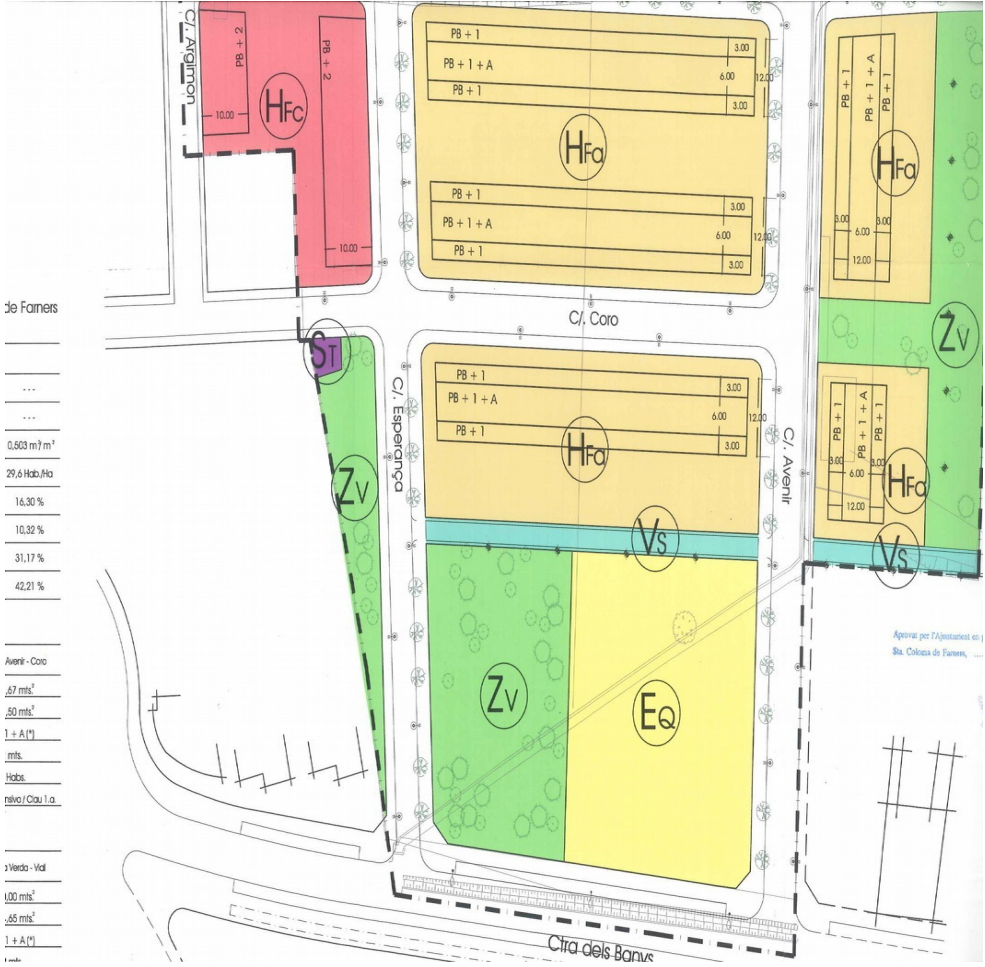 C/. Argimon
PB + 2
10.00
HFc
PB + 2
10.00
PB + 1
3.00
PB + 1 + A
6.00
12.00
PB + 1
3.00
HFa
PB + 1
3.00
PB + 1 + A
6.00
12.00
PB + 1
3.00
PB + 1
PB + 1 + A
PB + 1
HFa
3.00
6.00
3.00
12.00
de Farners
- - -
- - -
0,503 m²/ m²
29,6 Hab./Ha
16,30 %
10,32 %
31,17 %
42,21 %
C/. Coro
ST
ZV
C/. Esperança
PB + 1
3.00
PB + 1 + A
6.00
12.00
PB + 1
3.00
HFa
C/. Avenir
ZV
PB + 1
PB + 1 + A
PB + 1
3.00
6.00
3.00
12.00
HFa
VS
VS
Aprovat per l'Ajuntament en
Sta. Coloma de Farners,
Avenir - Coro
,67 mts.²
,50 mts.²
1 + A (*)
mts.
Habs.
nsiva / Clau 1.a.
ZV
EQ
a Verda - Vial
0,00 mts.²
,65 mts.²
1 + A (*)
mts.
Ctra dels Banys